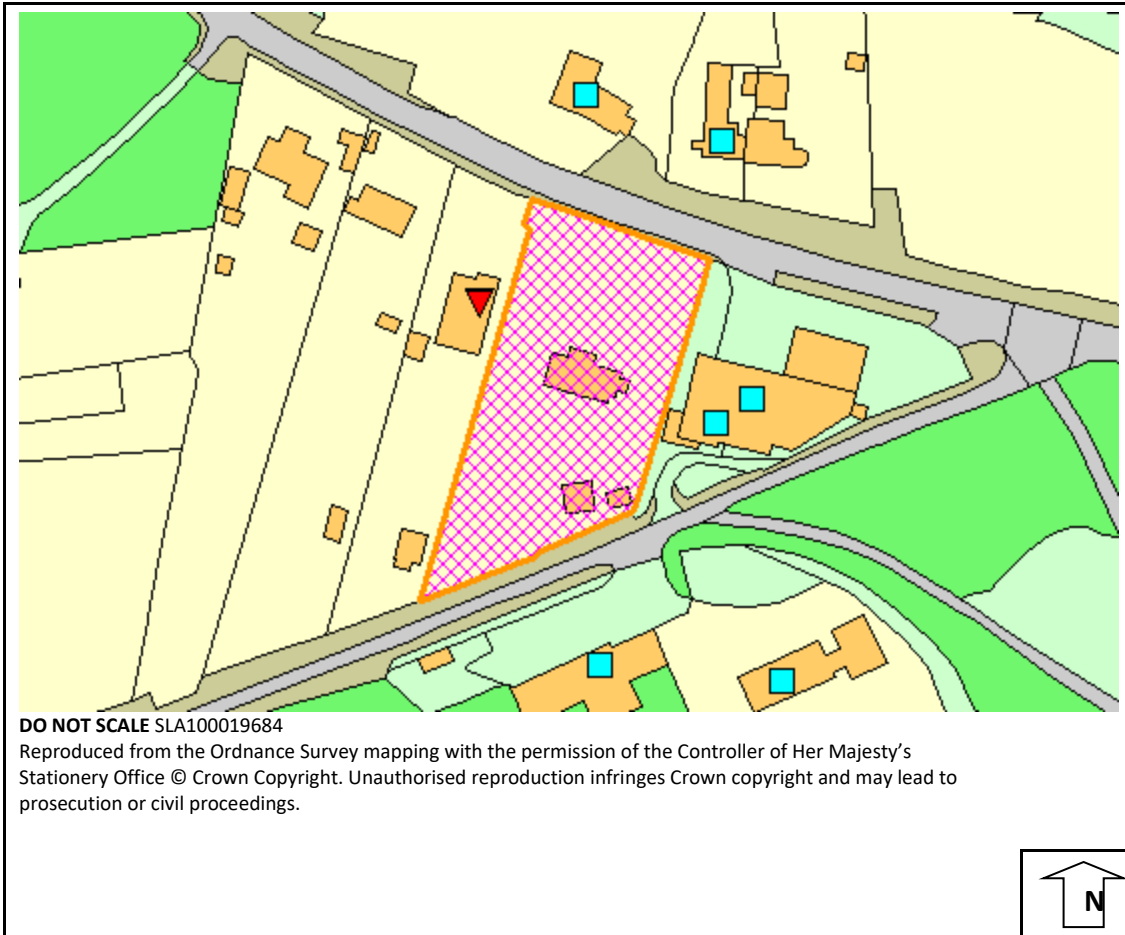 DO NOT SCALE SLA100019684
Reproduced from the Ordnance Survey mapping with the permission of the Controller of Her Majesty’s
Stationery Office © Crown Copyright. Unauthorised reproduction infringes Crown copyright and may lead to
prosecution or civil proceedings.
N